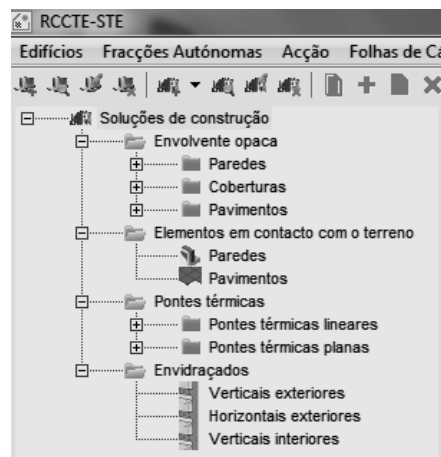 RCCTE-STE
Edifícios Fracções Autónomas Acção Folhas de Cá
Soluções de construção
Envolvente opaca
Paredes
Coberturas
Pavimentos
Elementos em contacto com o terreno
Paredes
Pavimentos
Pontes térmicas
Pontes térmicas lineares
Pontes térmicas planas
Envidraçados
Verticais exteriores
Horizontais exteriores
Verticais interiores